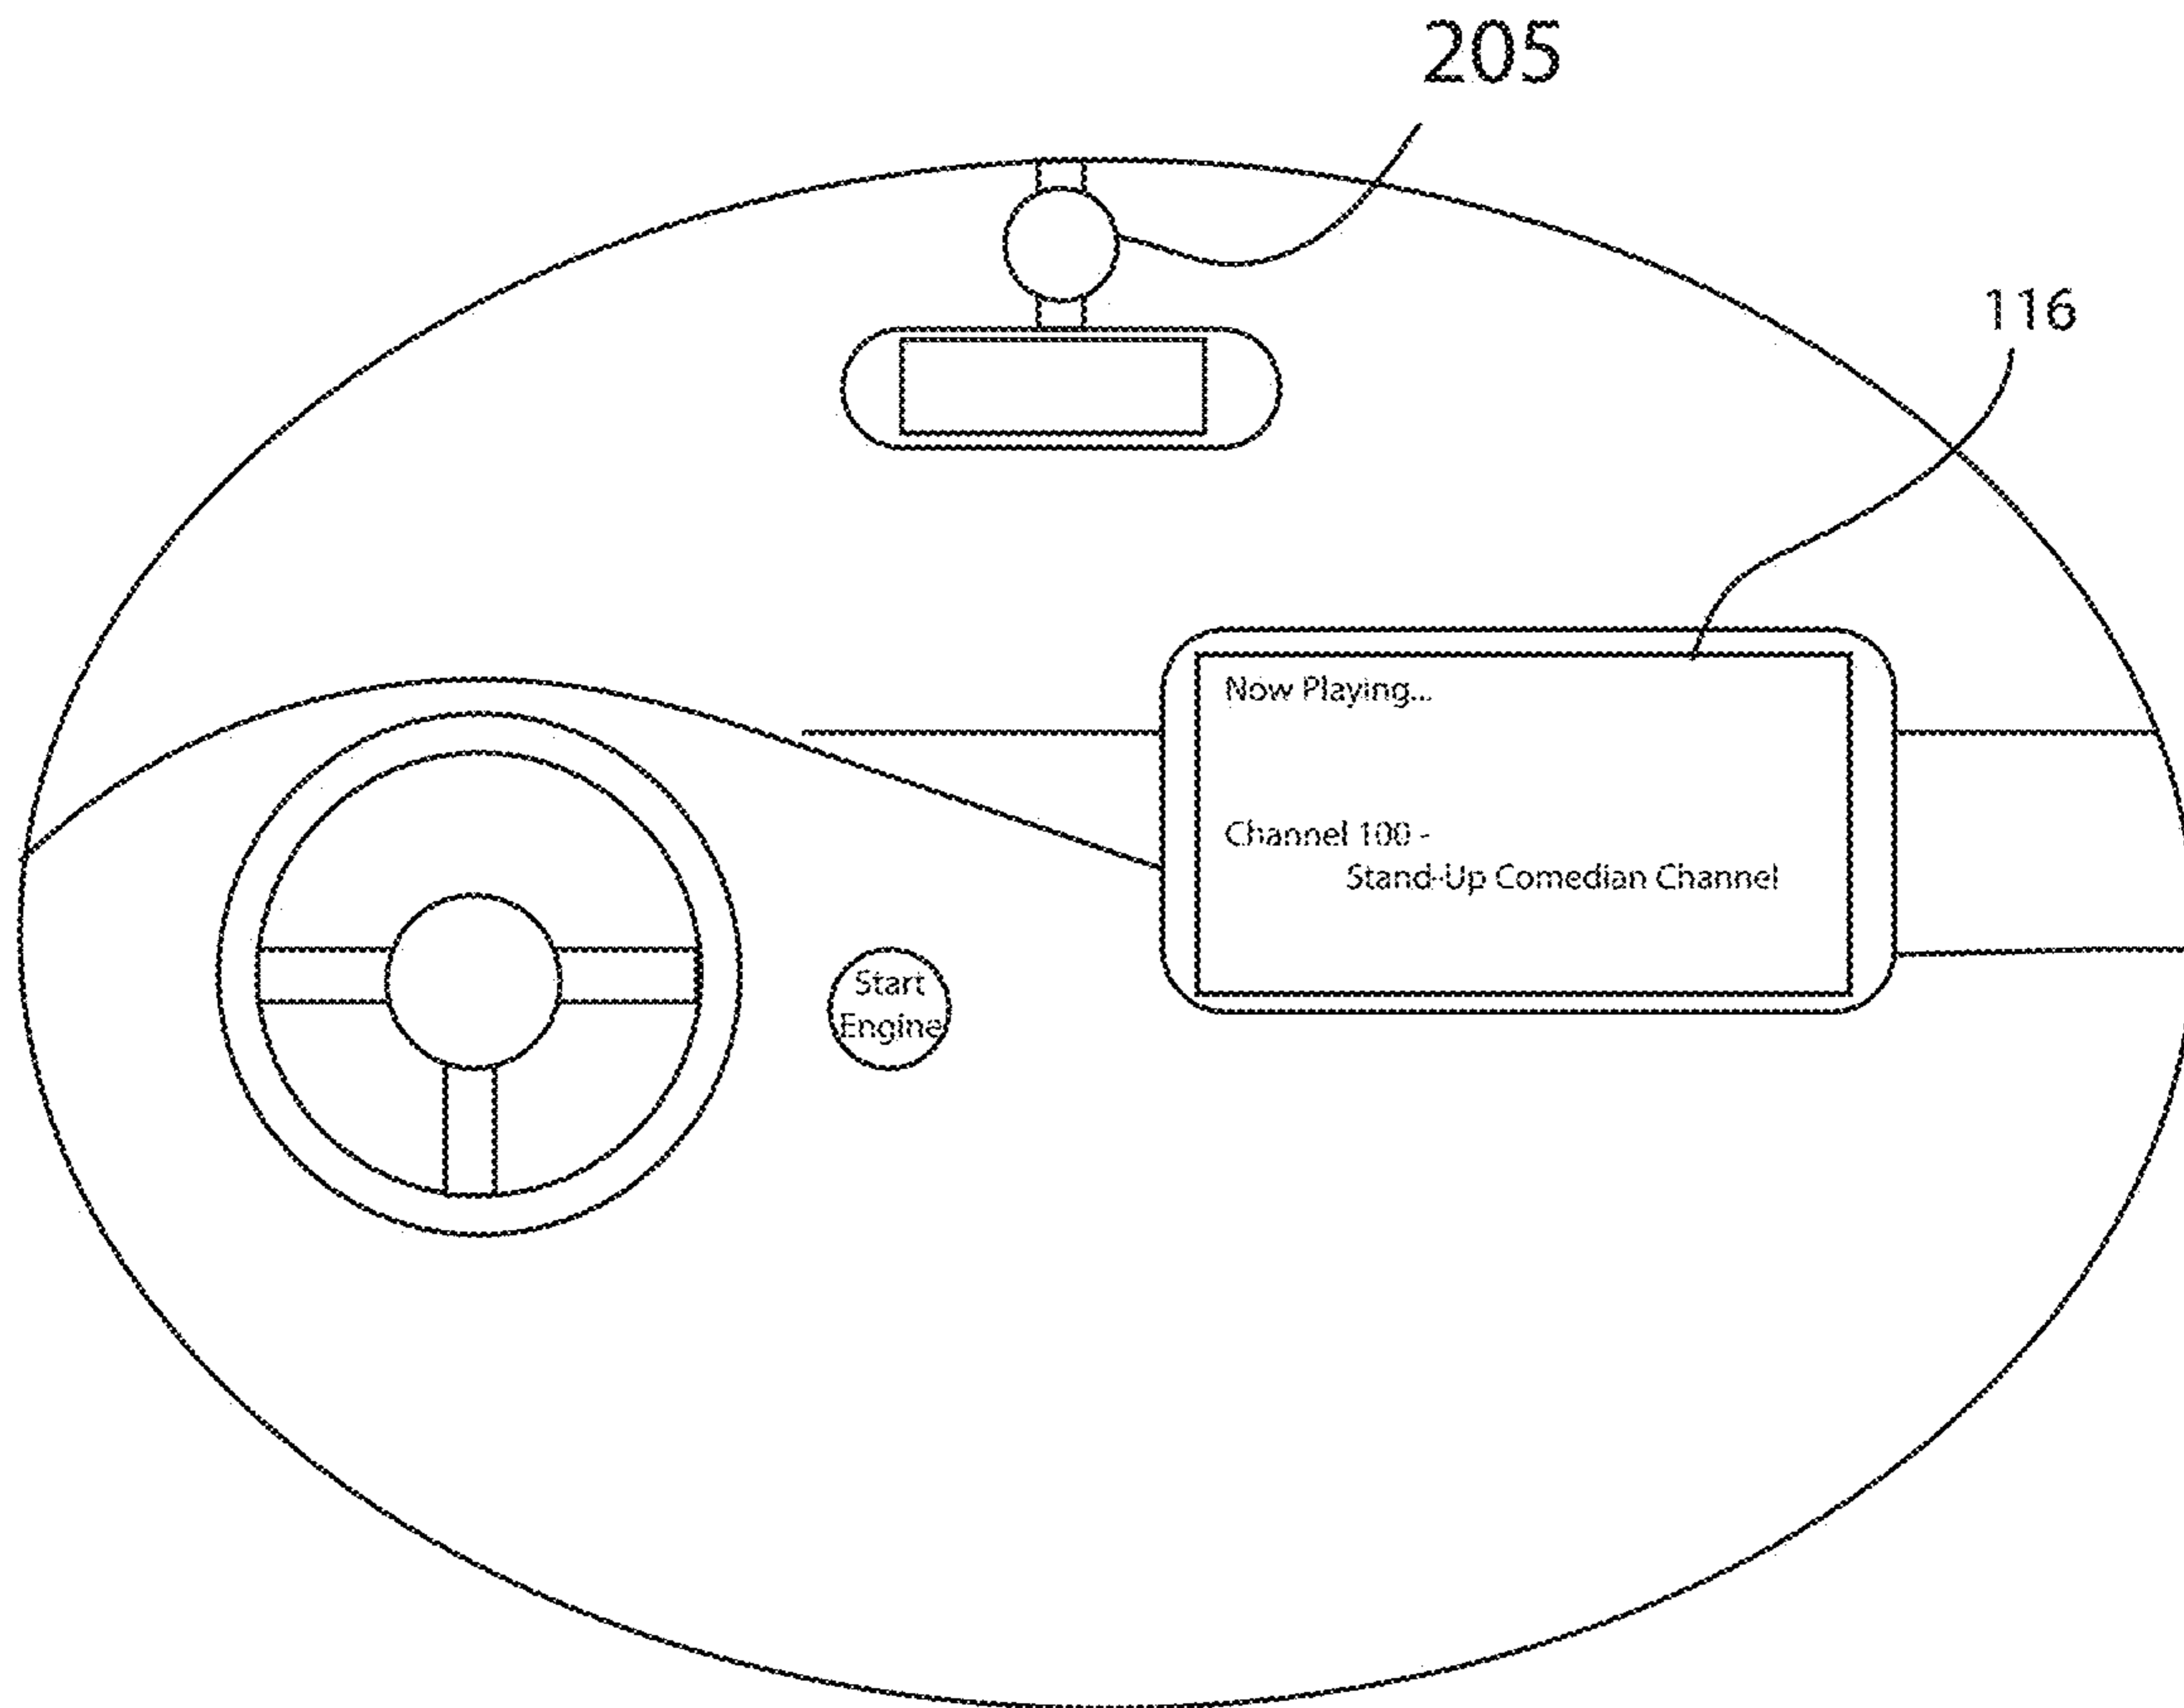 205
116
Now Playing...
Channel 100 -
Stand-Up Comedian Channel
Start
Engine